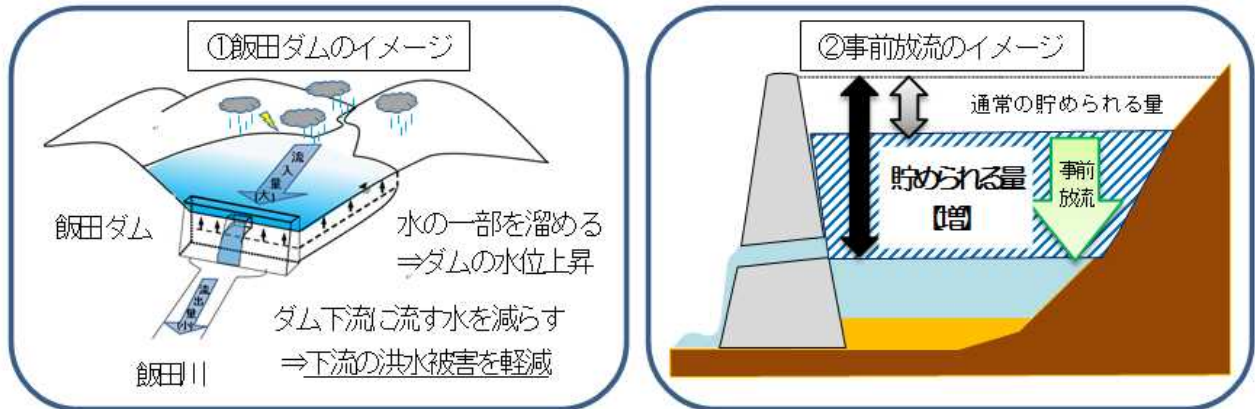 ①飯田ダムのイメージ
流入量(大)
飯田ダム
水の一部を溜める
⇒ダムの水位上昇
流出量(小)
ダム下流に流す水を減らす
⇒下流の洪水被害を軽減
飯田川
②事前放流のイメージ
通常の貯められる量
貯められる量
【増】
事前
放流